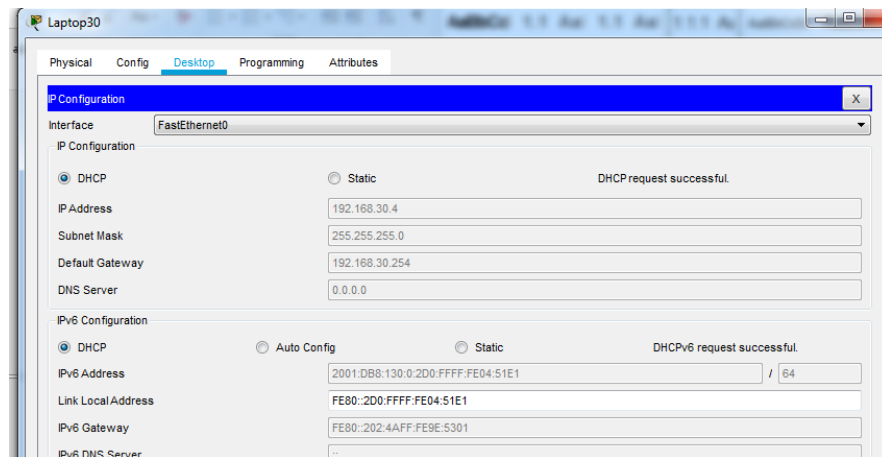 Laptop30
Physical Config Desktop Programming Attributes
IP Configuration X
Interface FastEthernet0
IP Configuration
DHCP Static DHCP request successful.
IP Address 192.168.30.4
Subnet Mask 255.255.255.0
Default Gateway 192.168.30.254
DNS Server 0.0.0.0
IPv6 Configuration
DHCP Auto Config Static DHCPv6 request successful.
IPv6 Address 2001:DB8:130:0:2D0:FFFF:FE04:51E1 / 64
Link Local Address FE80::2D0:FFFF:FE04:51E1
IPv6 Gateway FE80::202:4AFF:FE9E:5301
IPv6 DNS Server ::